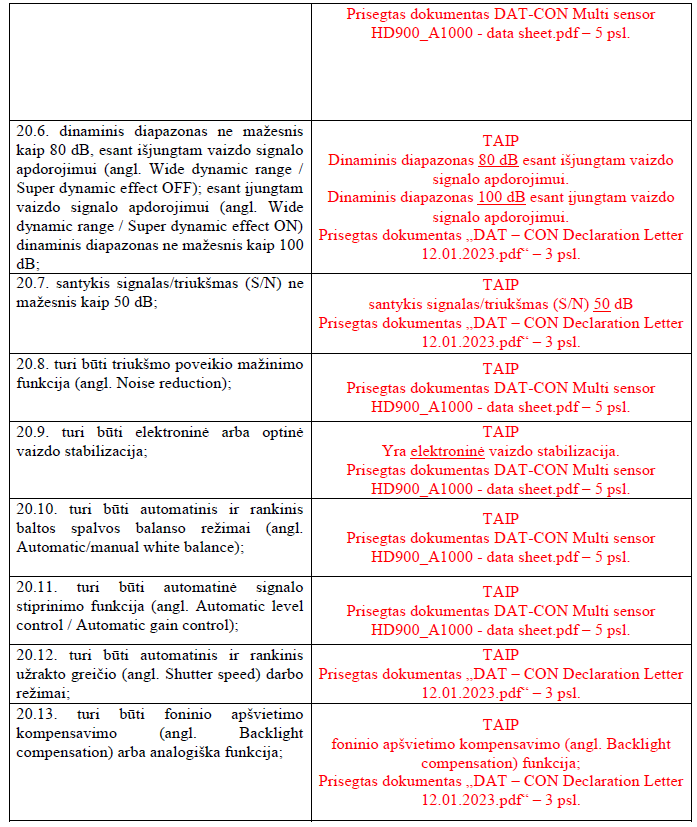 Prisegtas dokumentas DAT-CON Multi sensor
HD900_A1000 - data sheet.pdf – 5 psl.
20.6. dinaminis diapazonas ne mažesnis
kaip 80 dB, esant išjungtam vaizdo signalo
apdorojimui (angl. Wide dynamic range /
Super dynamic effect OFF); esant įjungtam
vaizdo signalo apdorojimui (angl. Wide
dynamic range / Super dynamic effect ON)
dinaminis diapazonas ne mažesnis kaip 100
dB;
TAIP
Dinaminis diapazonas 80 dB esant išjungtam vaizdo
signalo apdorojimui.
Dinaminis diapazonas 100 dB esant įjungtam vaizdo
signalo apdorojimui.
Prisegtas dokumentas „DAT – CON Declaration Letter
12.01.2023.pdf“ – 3 psl.
20.7. santykis signalas/triukšmas (S/N) ne
mažesnis kaip 50 dB;
TAIP
santykis signalas/triukšmas (S/N) 50 dB
Prisegtas dokumentas „DAT – CON Declaration Letter
12.01.2023.pdf“ – 3 psl.
20.8. turi būti triukšmo poveikio mažinimo
funkcija (angl. Noise reduction);
TAIP
Prisegtas dokumentas DAT-CON Multi sensor
HD900_A1000 - data sheet.pdf – 5 psl.
20.9. turi būti elektroninė arba optinė
vaizdo stabilizacija;
TAIP
Yra elektroninė vaizdo stabilizacija.
Prisegtas dokumentas DAT-CON Multi sensor
HD900_A1000 - data sheet.pdf – 5 psl.
20.10. turi būti automatinis ir rankinis
baltos spalvos balanso režimai (angl.
Automatic/manual white balance);
TAIP
Prisegtas dokumentas DAT-CON Multi sensor
HD900_A1000 - data sheet.pdf – 5 psl.
20.11. turi būti automatinė signalo
stiprinimo funkcija (angl. Automatic level
control / Automatic gain control);
TAIP
Prisegtas dokumentas DAT-CON Multi sensor
HD900_A1000 - data sheet.pdf – 5 psl.
20.12. turi būti automatinis ir rankinis
užrakto greičio (angl. Shutter speed) darbo
režimai;
TAIP
Prisegtas dokumentas „DAT – CON Declaration Letter
12.01.2023.pdf“ – 3 psl.
20.13. turi būti foninio apšvietimo
kompensavimo (angl. Backlight
compensation) arba analogiška funkcija;
TAIP
foninio apšvietimo kompensavimo (angl. Backlight
compensation) funkcija;
Prisegtas dokumentas „DAT – CON Declaration Letter
12.01.2023.pdf“ – 3 psl.